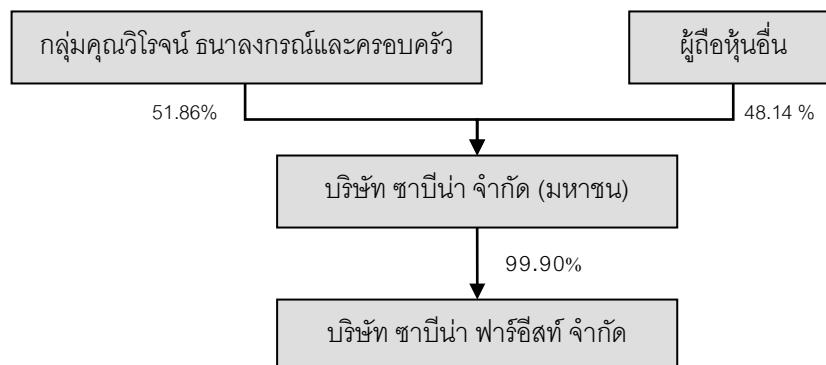 กลุ่มคุณวิโรจน์ ธนาลงกรณ์และครอบครัว
ผู้ถือหุ้นอื่น
51.86%
48.14 %
บริษัท ซาบีน่า จำกัด (มหาชน)
99.90%
บริษัท ซาบีน่า ฟาร์อีสท์ จำกัด